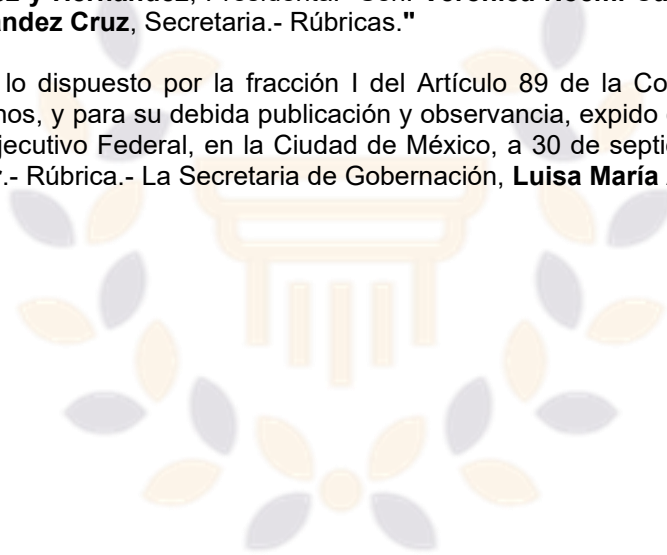 y Hernández, Presidenta.- Sen. Verónica Noemí Ca
ández Cruz, Secretaria.- Rúbricas."
lo dispuesto por la fracción I del Artículo 89 de la Co
nos, y para su debida publicación y observancia, expido
jecutivo Federal, en la Ciudad de México, a 30 de septi
.- Rúbrica.- La Secretaria de Gobernación, Luisa María